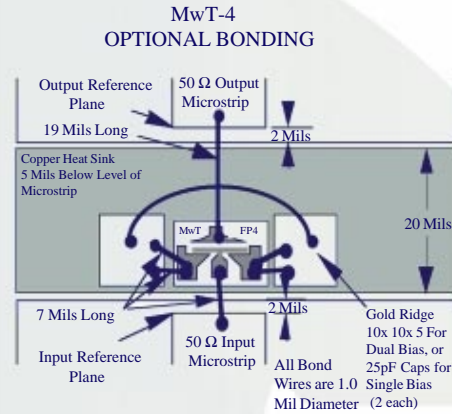 MwT-4
OPTIONAL BONDING
Output Reference
Plane
50 Ω Output
Microstrip
19 Mils Long
2 Mils
Copper Heat Sink
5 Mils Below Level of
Microstrip
20 Mils
MwT FP4
7 Mils Long
2 Mils
Input Reference
Plane
50 Ω Input
Microstrip
Gold Ridge
10x 10x 5 For
Dual Bias, or
25pF Caps for
Single Bias
(2 each)
All Bond
Wires are 1.0
Mil Diameter